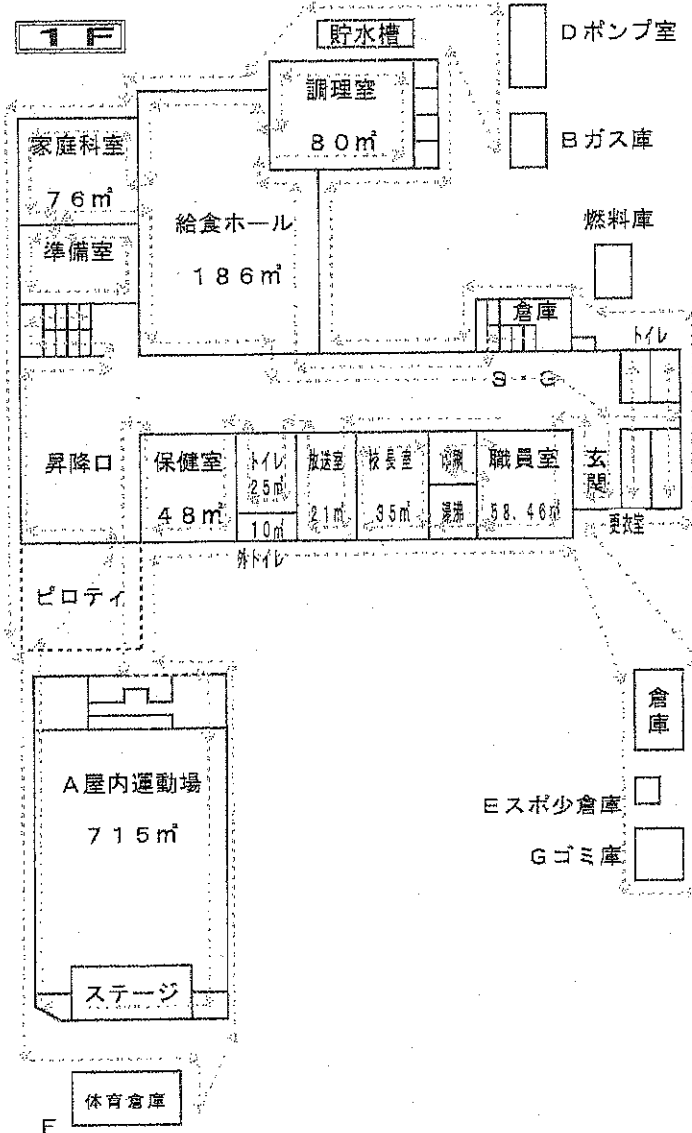 1F
貯水槽
Dポンプ室
調理室
80㎡
Bガス庫
家庭科室
76㎡
給食ホール
186㎡
準備室
燃料庫
倉庫
トイレ
S・C
昇降口
保健室
48㎡
トイレ
25㎡
10㎡
外トイレ
放送室
21㎡
校長室
35㎡
印刷
湯沸
職員室
58.46㎡
玄関
更衣室
ピロティ
倉庫
A屋内運動場
715㎡
Eスポ少倉庫
Gゴミ庫
ステージ
体育倉庫
F